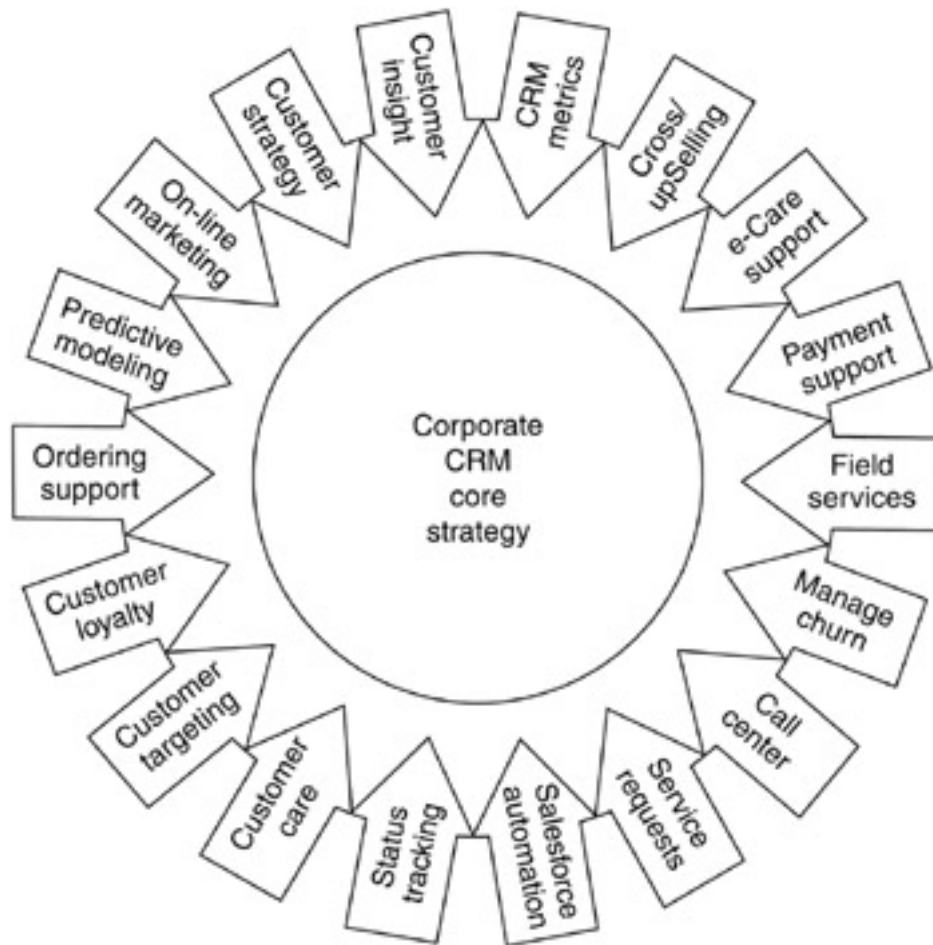 Customer
insight
CRM
metrics
Cross/
upSelling
e-Care
support
Payment
support
Field
services
Manage
churn
Call
center
Service
requests
Salesforce
automation
Status
tracking
Customer
care
Customer
targeting
Customer
loyalty
Ordering
support
Predictive
modeling
On-line
marketing
Customer
strategy
Corporate
CRM
core
strategy